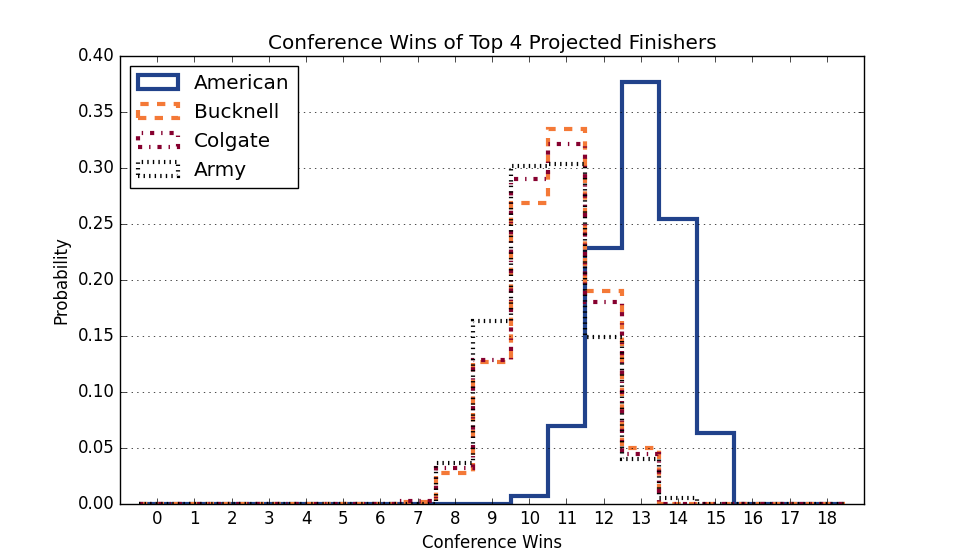 Conference Wins of Top 4 Projected Finishers
American
Bucknell
Colgate
Army
Probability
0.40
0.35
0.30
0.25
0.20
0.15
0.10
0.05
0.00
0 1 2 3 4 5 6 7 8 9 10 11 12 13 14 15 16 17 18
Conference Wins